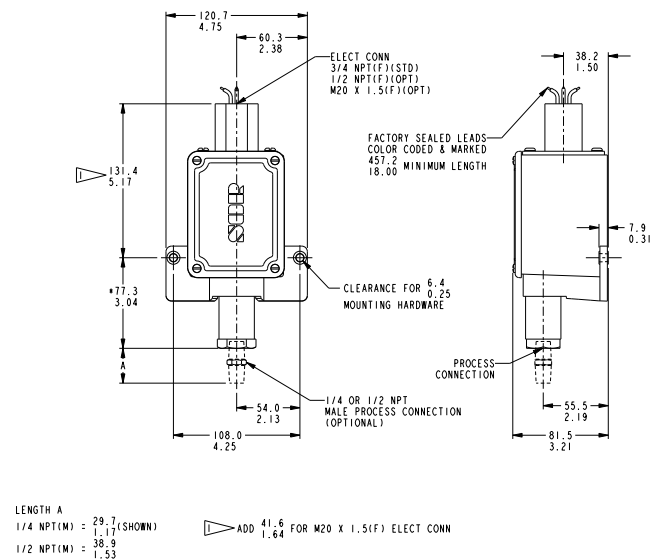 120.7
4.75
60.3
2.38
ELECT CONN
3/4 NPT(F)(STD)
1/2 NPT(F)(OPT)
M20 X 1.5(F)(OPT)
38.2
1.50
FACTORY SEALED LEADS
COLOR CODED & MARKED
457.2
18.00 MINIMUM LENGTH
1 131.4
5.17
SOR
7.9
0.31
*77.3
3.04
CLEARANCE FOR 6.4
0.25
MOUNTING HARDWARE
A
PROCESS
CONNECTION
54.0
2.13
1/4 OR 1/2 NPT
MALE PROCESS CONNECTION
(OPTIONAL)
55.5
2.19
108.0
4.25
81.5
3.21
LENGTH A
1/4 NPT(M) = 29.7 (SHOWN)
1.17
1/2 NPT(M) = 38.9
1.53
1 ADD 41.6 FOR M20 X 1.5(F) ELECT CONN
1.64